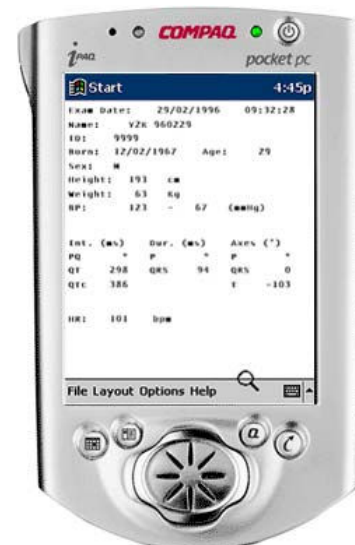 iPAQ
COMPAQ
pocket pc
Start 4:45p
Exam Date: 29/02/1996 09:32:28
Name: Y2K 960229
ID: 9999
Born: 12/02/1967 Age: 29
Sex: M
Height: 193 cm
Weight: 63 Kg
BP: 123 - 67 (mmHg)
Int. (ms) Dur. (ms) Axes (°)
PQ * P * P *
QT 298 QRS 94 QRS 0
QTc 386 T -103
HR: 101 bpm
File Layout Options Help
a